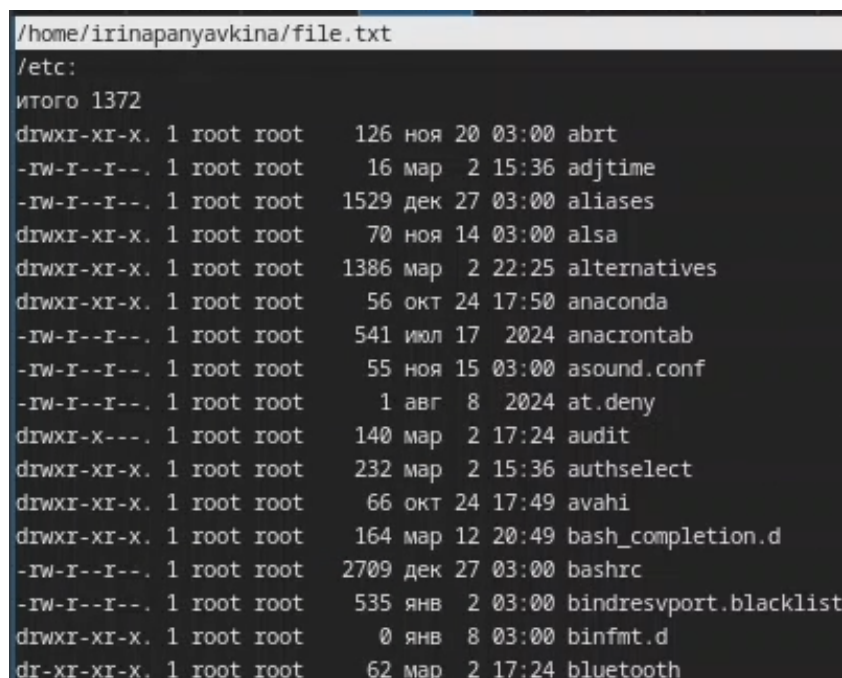 /home/irinapanyavkina/file.txt
/etc:
итого 1372
drwxr-xr-x. 1 root root    126 ноя 20 03:00 abrt
-rw-r--r--. 1 root root     16 мар  2 15:36 adjtime
-rw-r--r--. 1 root root   1529 дек 27 03:00 aliases
drwxr-xr-x. 1 root root     70 ноя 14 03:00 alsa
drwxr-xr-x. 1 root root   1386 мар  2 22:25 alternatives
drwxr-xr-x. 1 root root     56 окт 24 17:50 anaconda
-rw-r--r--. 1 root root    541 июл 17  2024 anacrontab
-rw-r--r--. 1 root root     55 ноя 15 03:00 asound.conf
-rw-r--r--. 1 root root      1 авг  8  2024 at.deny
drwxr-x---. 1 root root    140 мар  2 17:24 audit
drwxr-xr-x. 1 root root    232 мар  2 15:36 authselect
drwxr-xr-x. 1 root root     66 окт 24 17:49 avahi
drwxr-xr-x. 1 root root    164 мар 12 20:49 bash_completion.d
-rw-r--r--. 1 root root   2709 дек 27 03:00 bashrc
-rw-r--r--. 1 root root    535 янв  2 03:00 bindresvport.blacklist
drwxr-xr-x. 1 root root      0 янв  8 03:00 binfmt.d
dr-xr-xr-x. 1 root root     62 мар  2 17:24 bluetooth